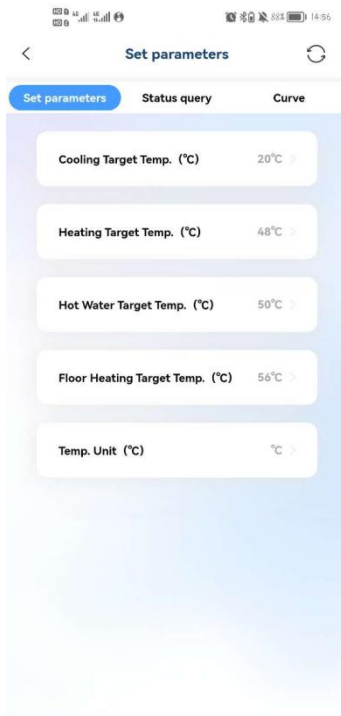 88% 14:56
Set parameters
Set parameters Status query Curve
Cooling Target Temp. (°C) 20°C
Heating Target Temp. (°C) 48°C
Hot Water Target Temp. (°C) 50°C
Floor Heating Target Temp. (°C) 56°C
Temp. Unit (°C) °C